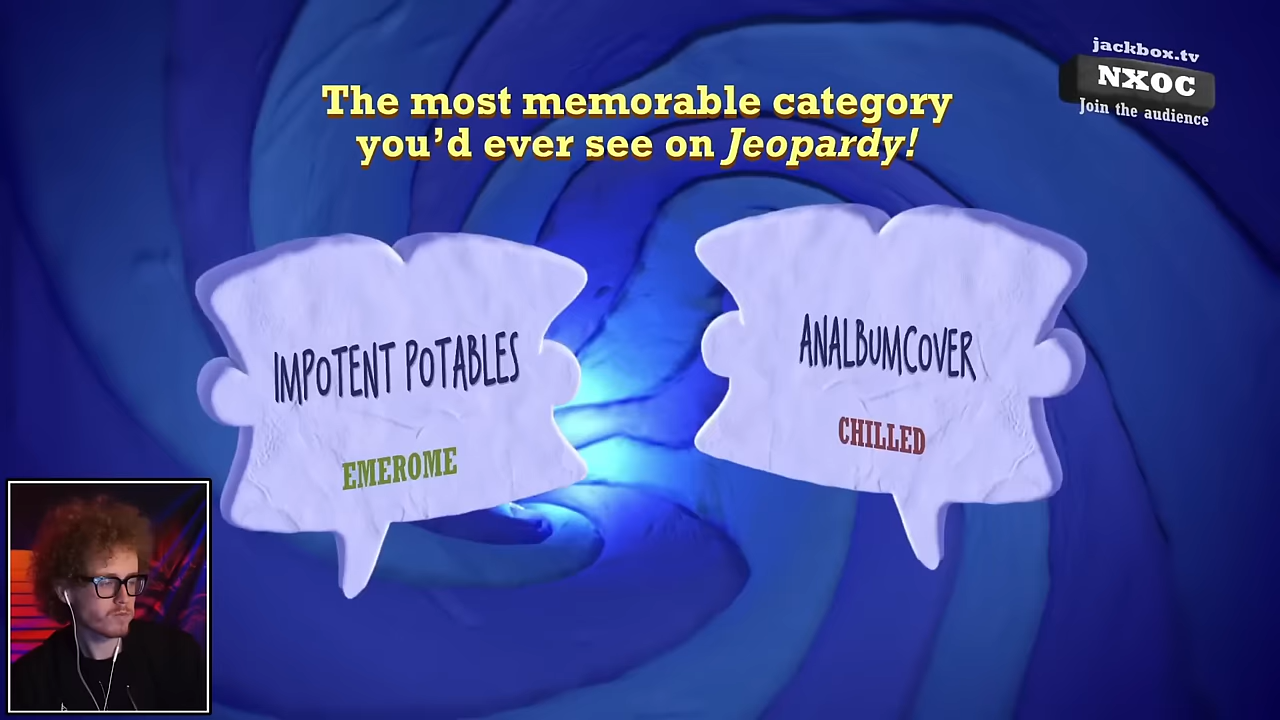 jackbox.tv
NXOC
Join the audience
The most memorable category
you'd ever see on Jeopardy!
IMPOTENT POTABLES
EMEROME
ANALBUMCOVER
CHILLED